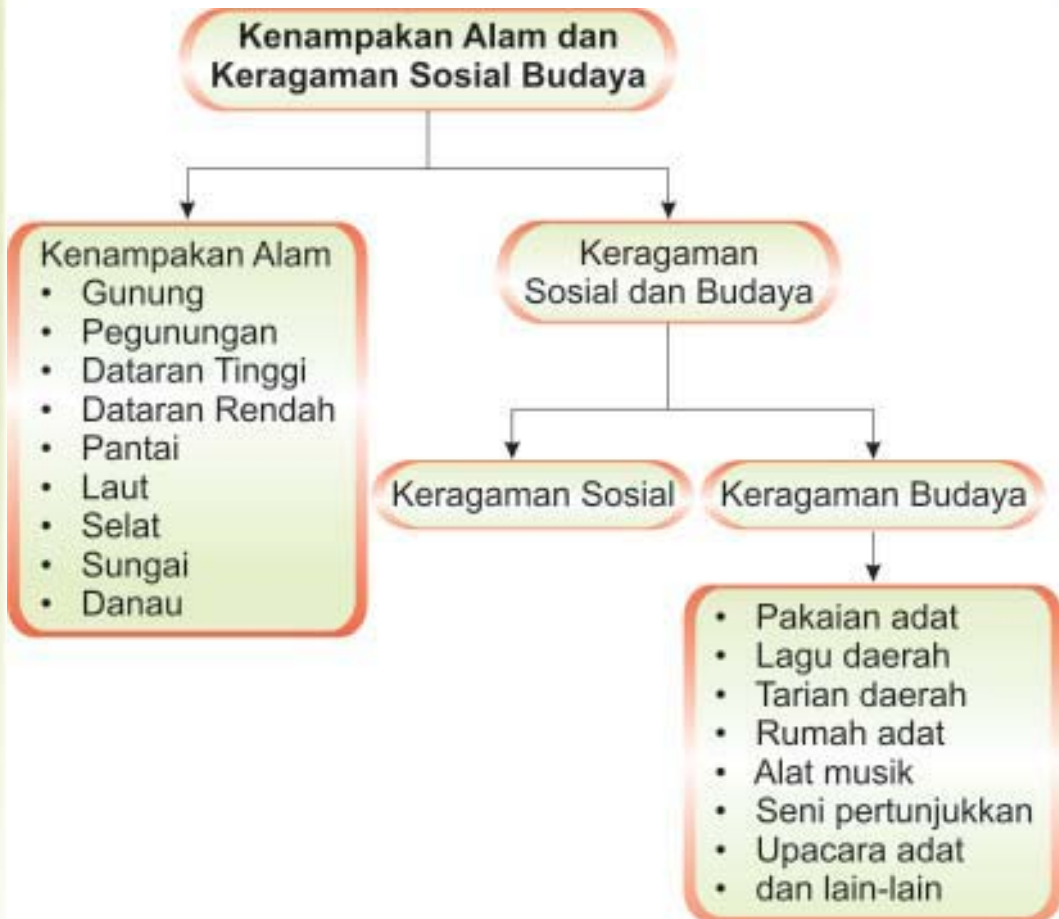 Kenampakan Alam dan
Keragaman Sosial Budaya
Kenampakan Alam
• Gunung
• Pegunungan
• Dataran Tinggi
• Dataran Rendah
• Pantai
• Laut
• Selat
• Sungai
• Danau
Keragaman
Sosial dan Budaya
Keragaman Sosial
Keragaman Budaya
• Pakaian adat
• Lagu daerah
• Tarian daerah
• Rumah adat
• Alat musik
• Seni pertunjukkan
• Upacara adat
• dan lain-lain